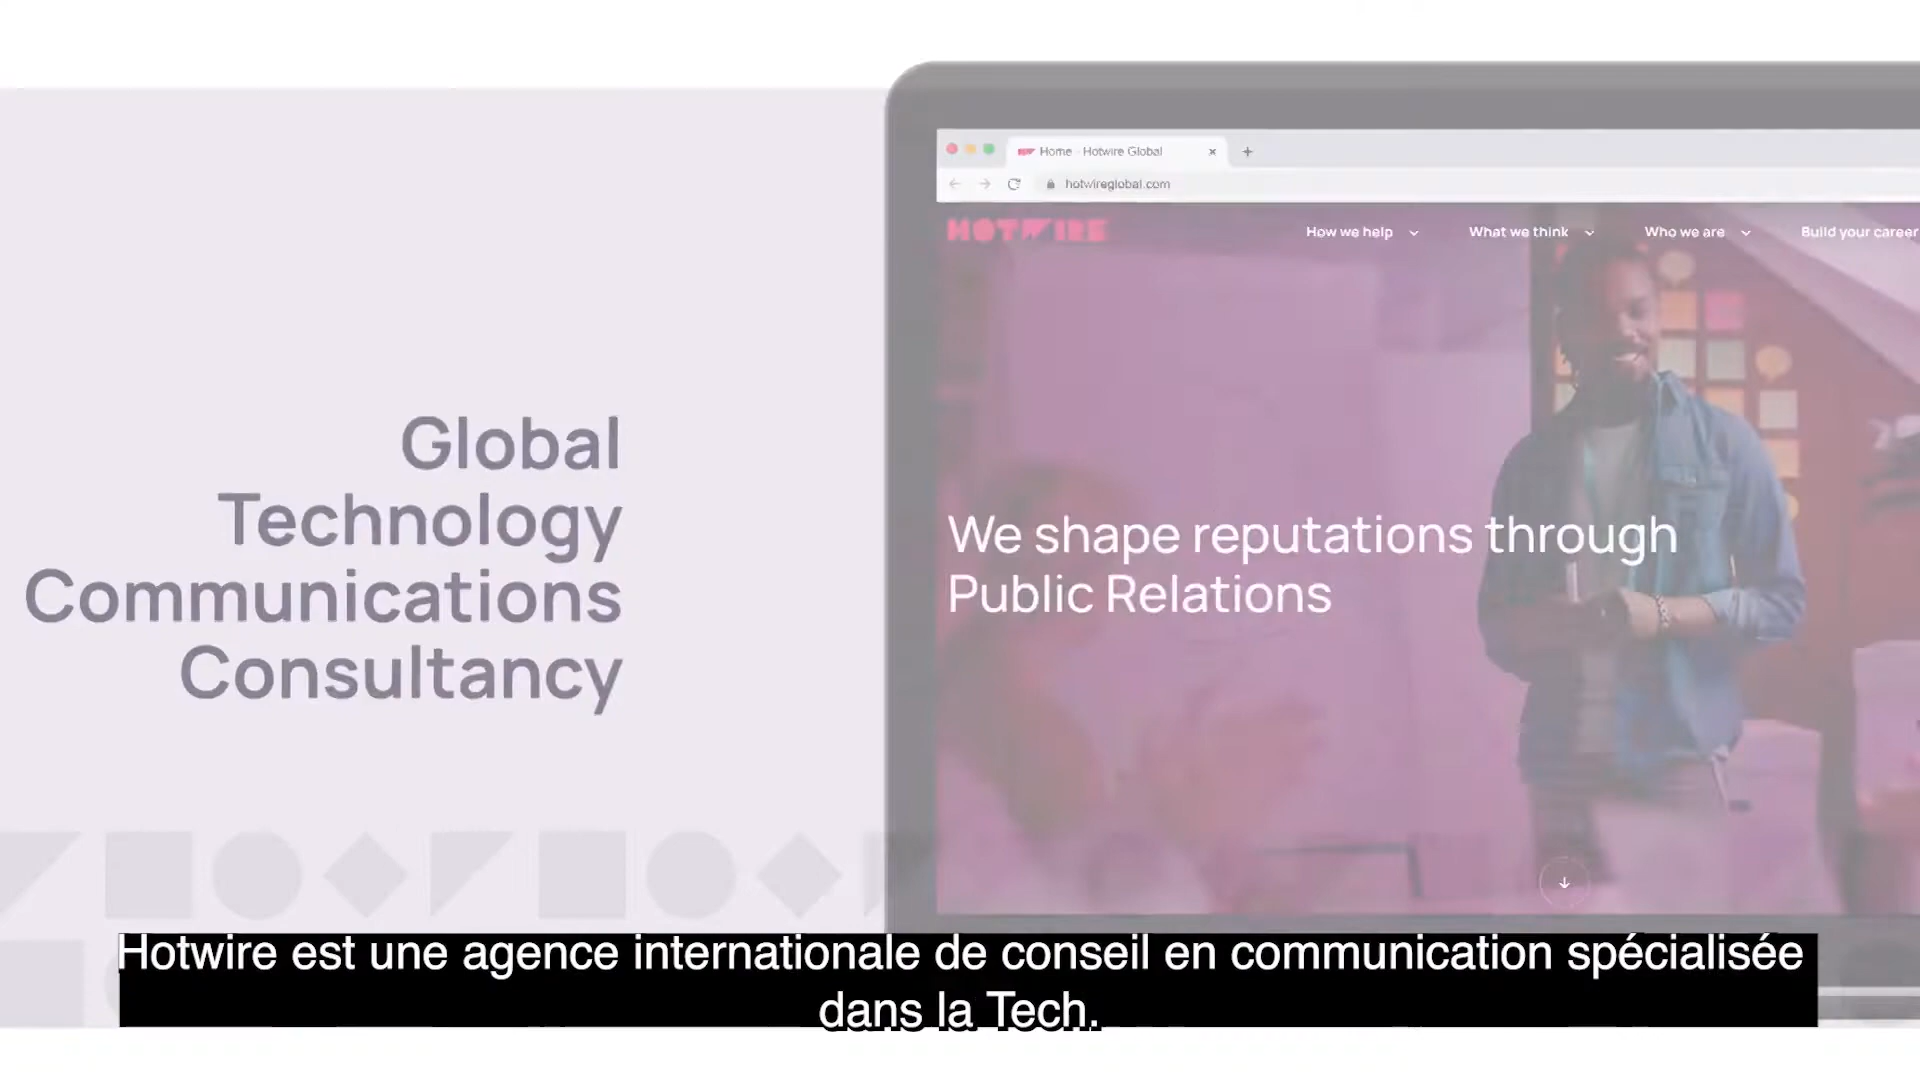 Home - Hotwire Global
hotwireglobal.com
HOTWIRE
How we help
What we think
Who we are
Build your career
Global
Technology
Communications
Consultancy
We shape reputations through
Public Relations
Hotwire est une agence internationale de conseil en communication spécialisée
dans la Tech.